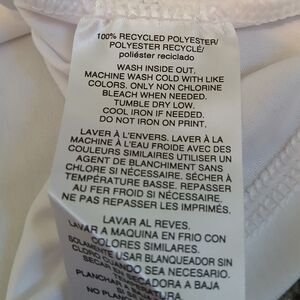 100% RECYCLED POLYESTER/
POLYESTER RECYCLÉ/
poliéster reciclado
WASH INSIDE OUT.
MACHINE WASH COLD WITH LIKE
COLORS. ONLY NON CHLORINE
BLEACH WHEN NEEDED.
TUMBLE DRY LOW.
COOL IRON IF NEEDED.
DO NOT IRON ON PRINT.
LAVER À L'ENVERS. LAVER À LA
MACHINE À L'EAU FROIDE AVEC DES
COULEURS SIMILAIRES UTILISER UN
AGENT DE BLANCHIMENT SANS
CHLORE SI NÉCESSAIRE. SÉCHER À
TEMPÉRATURE BASSE. REPASSER
AU FER FROID SI NÉCESSAIRE.
NE PAS REPASSER LES IMPRIMÉS.
LAVAR AL REVES.
LAVAR A MAQUINA EN FRIO CON
COLORES SIMILARES.
SOLAMENTE USAR BLANQUEADOR SIN
CLORO CUANDO SEA NECESARIO.
PLANCHA
A BAJA
NO PLAN